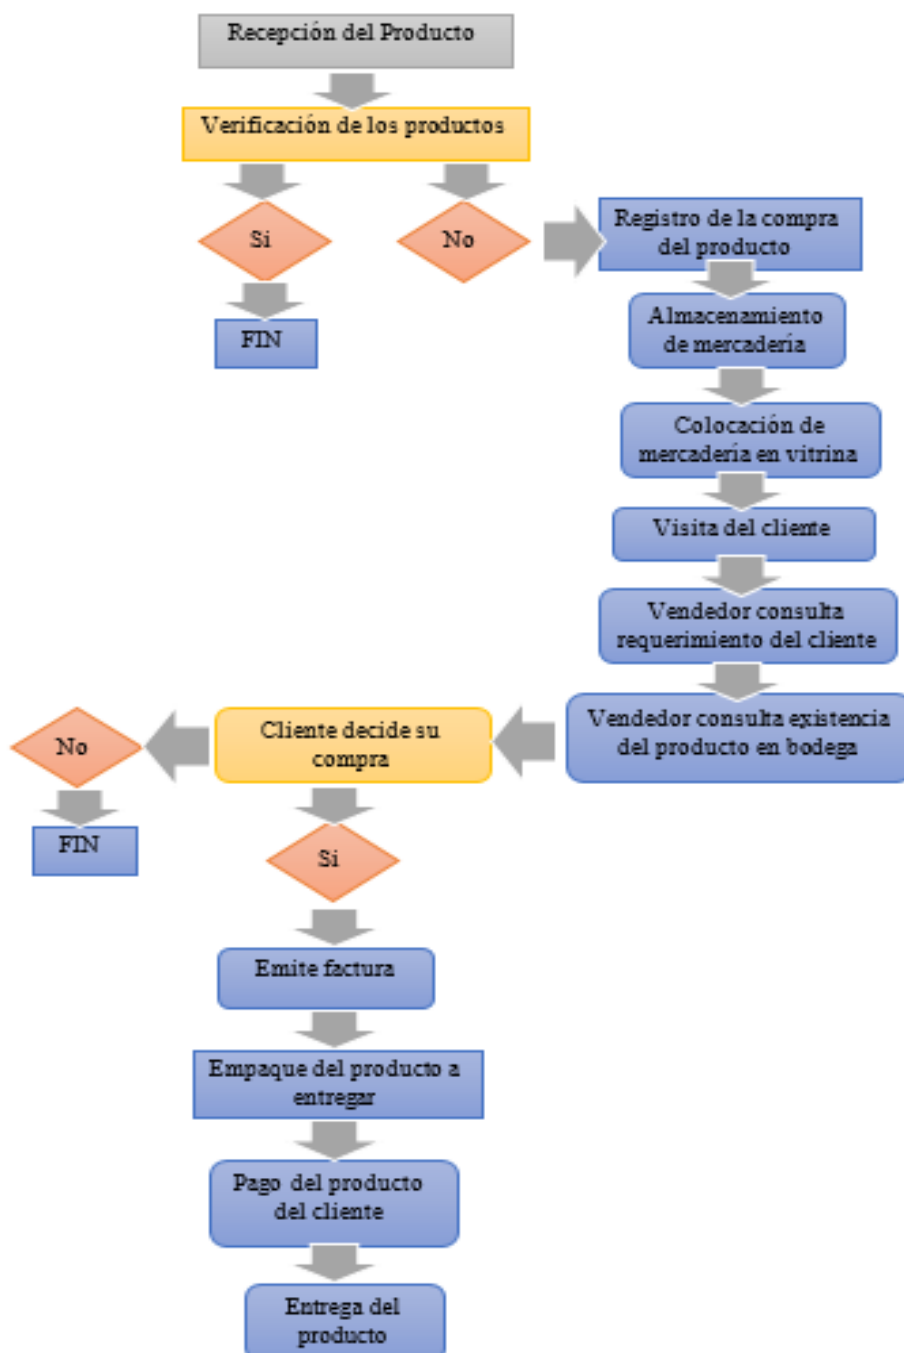 Recepción del Producto
Verificación de los productos
Si
No
Registro de la compra
del producto
FIN
Almacenamiento
de mercadería
Colocación de
mercadería en vitrina
Visita del cliente
Vendedor consulta
requerimiento del cliente
Vendedor consulta existencia
del producto en bodega
Cliente decide su
compra
No
FIN
Si
Emite factura
Empaque del producto a
entregar
Pago del producto
del cliente
Entrega del
producto